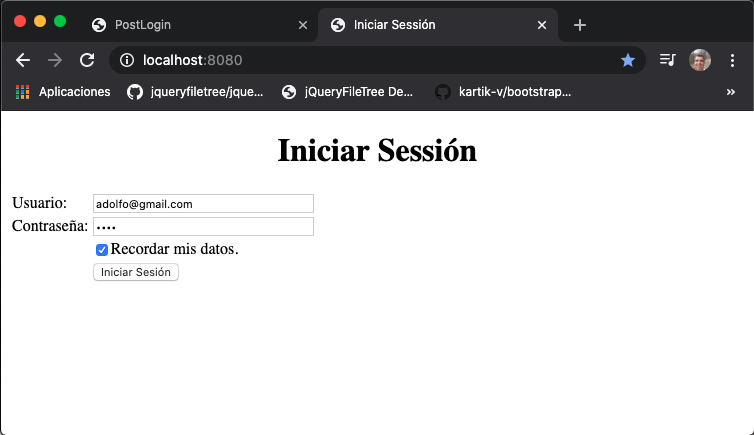 PostLogin
Iniciar Sessión
localhost:8080
Aplicaciones jqueryfiletree/jque... jQueryFileTree De... kartik-v/bootstrap... »
Iniciar Sessión
Usuario: adolfo@gmail.com
Contraseña: ••••
Recordar mis datos.
Iniciar Sesión